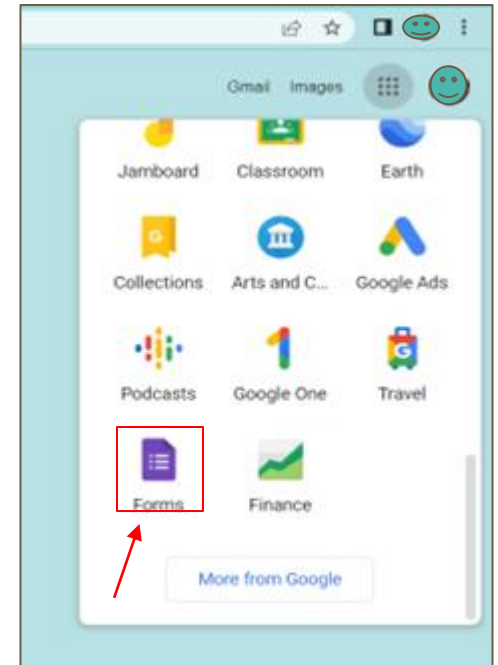 Gmail Images
Jamboard Classroom Earth
Collections Arts and C... Google Ads
Podcasts Google One Travel
Forms Finance
More from Google